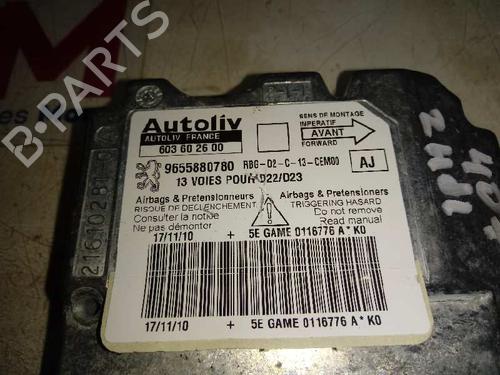 B-PARTS
Autoliv
AUTOLIV FRANCE
603 60 26 00
SENS DE MONTAGE
IMPERATIF
AVANT
FORWARD
9655880780 RBG-02-C-13-CEM00
AJ
13 VOIES POUR D22/D23
Airbags & Pretensionneurs
RISQUE DE DECLENCHEMENT
Consulter la notice
Ne pas démonter
Airbags & Pretensioners
TRIGGERING HASARD
Do not remove
Read manual
17/11/10 + 5E GAME 0116776 A * K0
17/11/10 + 5E GAME 0116776 A * K0